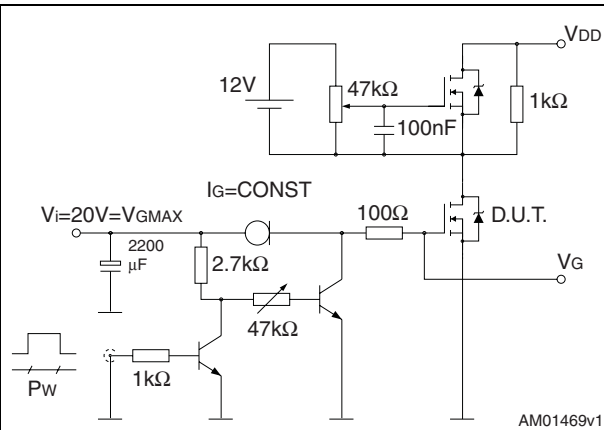 VDD
12V
47kΩ
1kΩ
100nF
IG=CONST
Vi=20V=VGMAX
100Ω
D.U.T.
2200
μF
2.7kΩ
VG
47kΩ
1kΩ
PW
AM01469v1